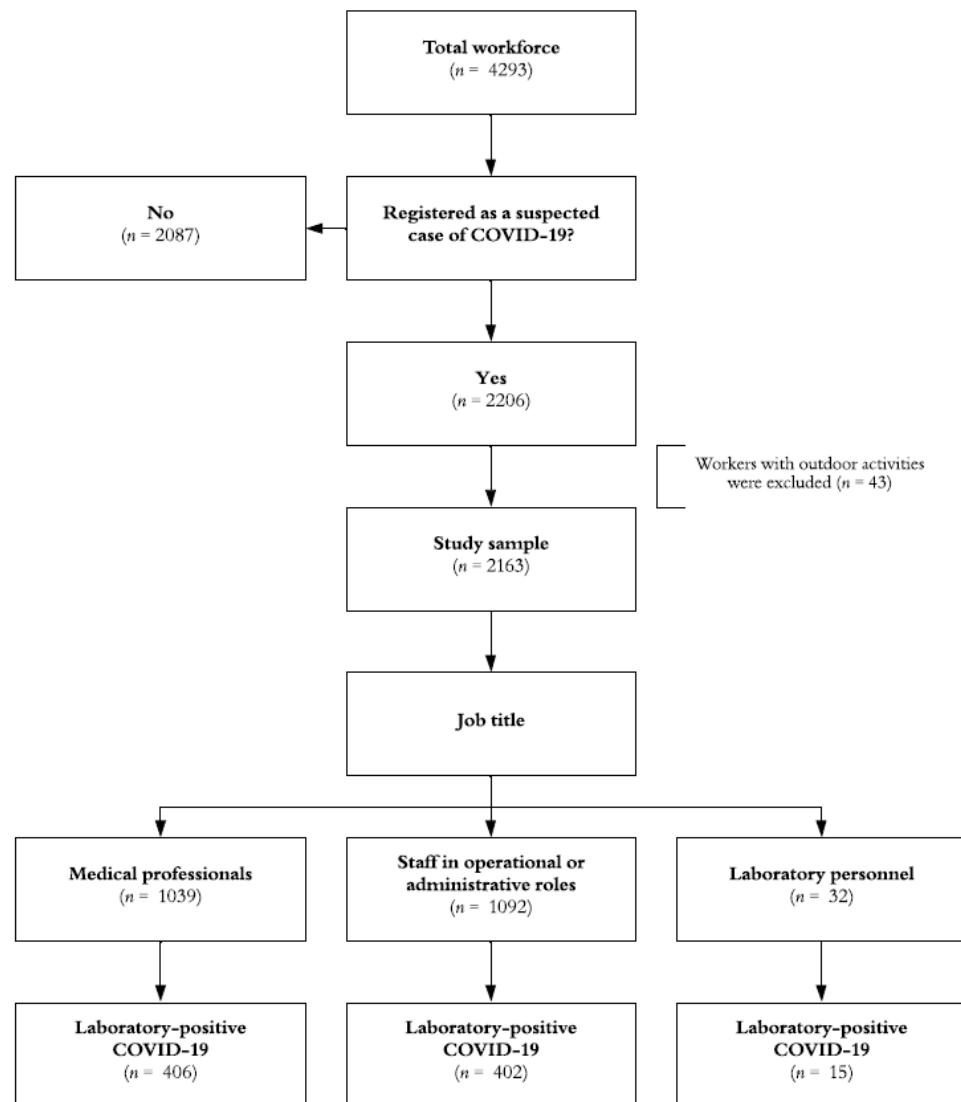 Total workforce
(n = 4293)
No
(n = 2087)
Registered as a suspected
case of COVID-19?
Yes
(n = 2206)
Workers with outdoor activities
were excluded (n = 43)
Study sample
(n = 2163)
Job title
Medical professionals
(n = 1039)
Staff in operational or
administrative roles
(n = 1092)
Laboratory personnel
(n = 32)
Laboratory-positive
COVID-19
(n = 406)
Laboratory-positive
COVID-19
(n = 402)
Laboratory-positive
COVID-19
(n = 15)